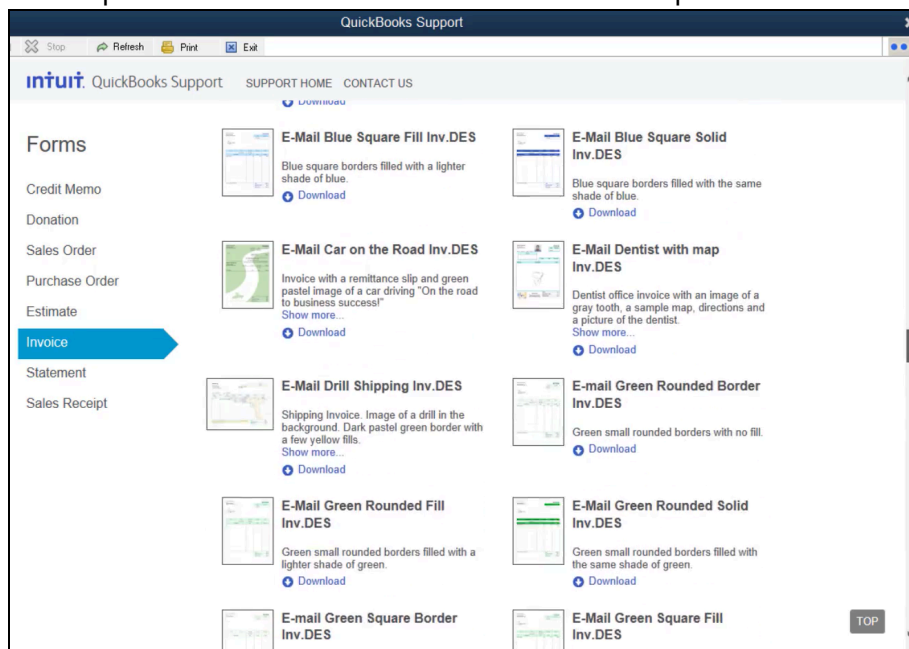 QuickBooks Support
Stop Refresh Print Exit
intuit. QuickBooks Support SUPPORT HOME CONTACT US
Download
Forms
Credit Memo
Donation
Sales Order
Purchase Order
Estimate
Invoice
Statement
Sales Receipt
E-Mail Blue Square Fill Inv.DES
Blue square borders filled with a lighter
shade of blue.
Download
E-Mail Blue Square Solid
Inv.DES
Blue square borders filled with the same
shade of blue.
Download
E-Mail Car on the Road Inv.DES
Invoice with a remittance slip and green
pastel image of a car driving "On the road
to business success!"
Show more...
Download
E-Mail Dentist with map
Inv.DES
Dentist office invoice with an image of a
gray tooth, a sample map, directions and
a picture of the dentist.
Show more...
Download
E-Mail Drill Shipping Inv.DES
Shipping Invoice. Image of a drill in the
background. Dark pastel green border with
a few yellow fills.
Show more...
Download
E-mail Green Rounded Border
Inv.DES
Green small rounded borders with no fill.
Download
E-Mail Green Rounded Fill
Inv.DES
Green small rounded borders filled with a
lighter shade of green.
Download
E-Mail Green Rounded Solid
Inv.DES
Green small rounded borders filled with
the same shade of green.
Download
E-mail Green Square Border
Inv.DES
E-Mail Green Square Fill
Inv.DES
TOP